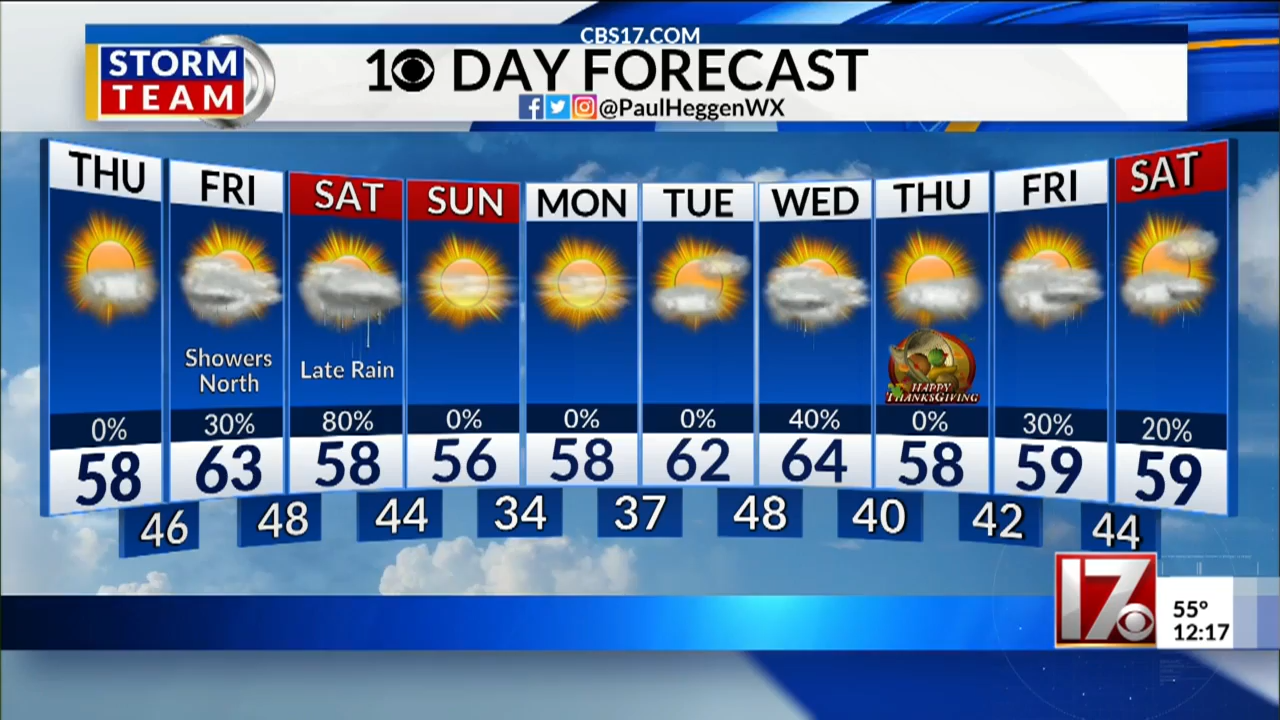 CBS17.COM
STORM
TEAM
10 DAY FORECAST
@PaulHeggenWX
THU FRI SAT SUN MON TUE WED THU FRI SAT
Showers
North
Late Rain
HAPPY
THANKSGIVING
0% 30% 80% 0% 0% 0% 40% 0% 30% 20%
58 63 58 56 58 62 64 58 59 59
46 48 44 34 37 48 40 42 44
17
55°
12:17